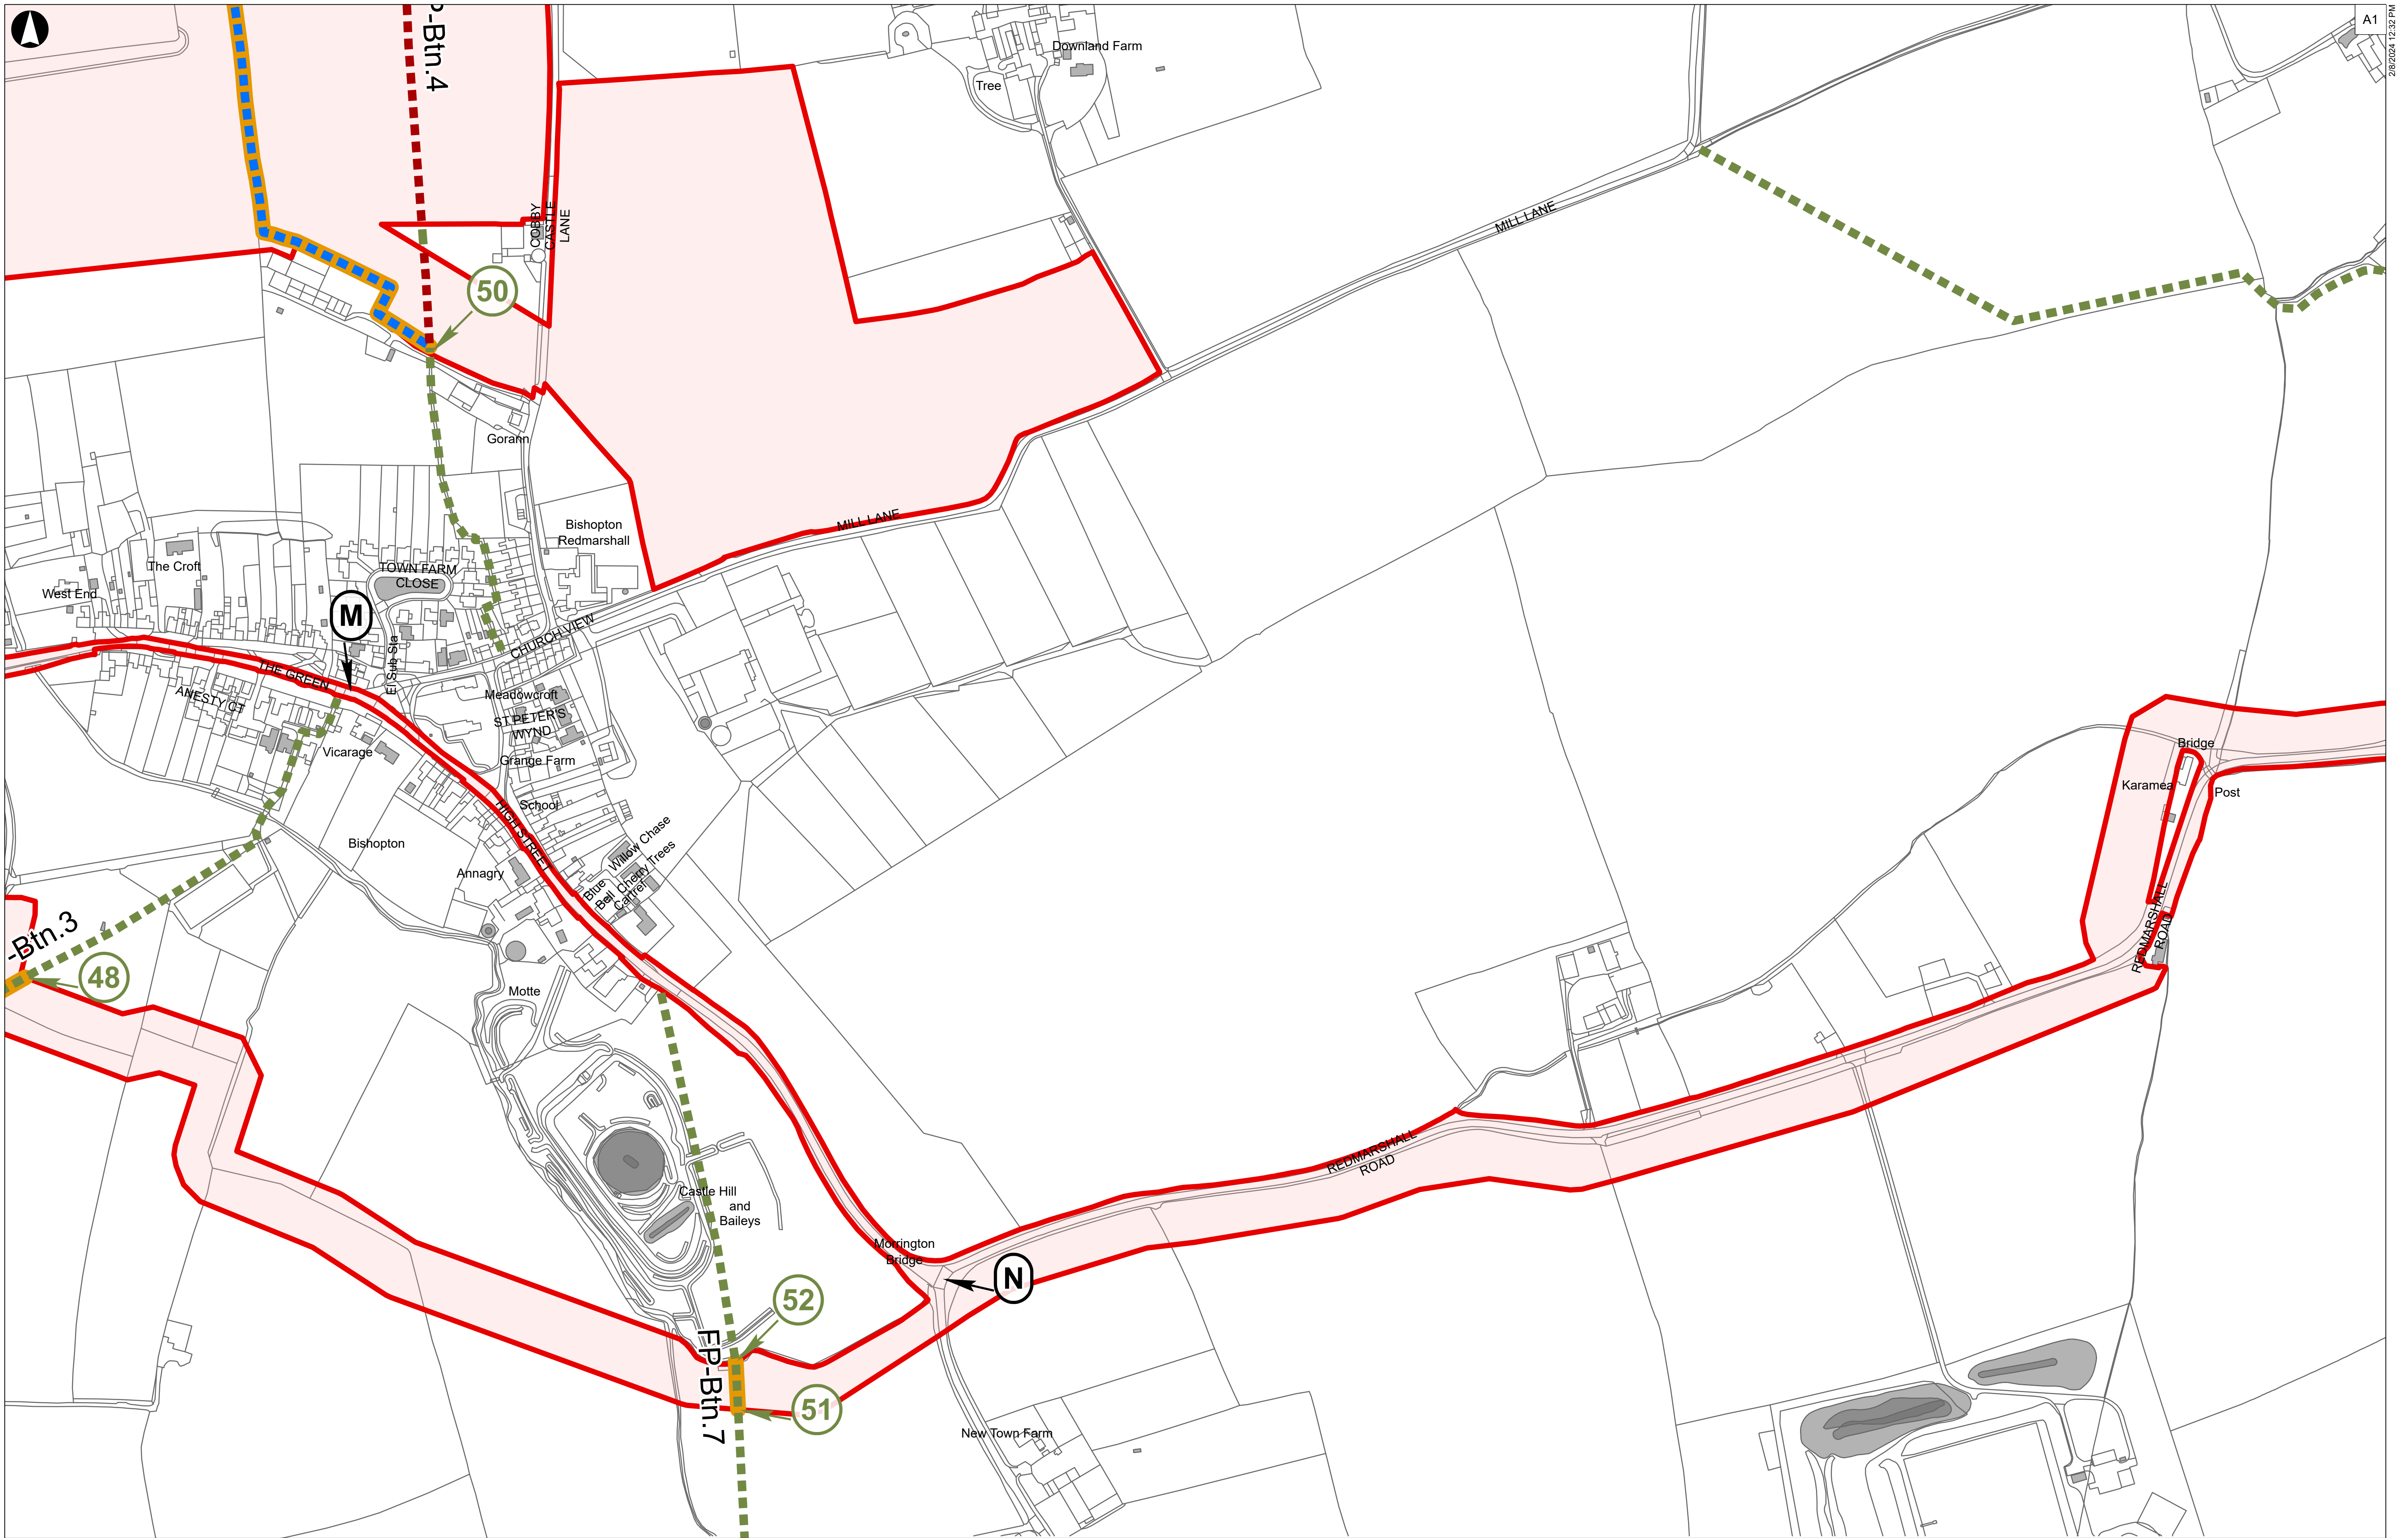 A1
2/8/2024 12:32 PM
P-Btn.4
Downland Farm
Tree
COBBY
CASTLE
LANE
MILL LANE
50
Gorann
MILL LANE
Bishopton
Redmarshall
The Croft
TOWN FARM
CLOSE
West End
M
El Sub Sta
CHURCH VIEW
THE GREEN
ANESTY CT
Meadowcroft
ST PETER'S
WYND
Vicarage
Grange Farm
School
HIGH STREET
Bishopton
Annagry
Willow Chase
Cherry Trees
Blue
Bell
Cartref
Bridge
Karamea
Post
REDMARSHALL
ROAD
-Btn.3
48
Motte
Castle Hill
and
Baileys
REDMARSHALL
ROAD
Morrington
Bridge
N
52
FP-Btn.7
51
New Town Farm